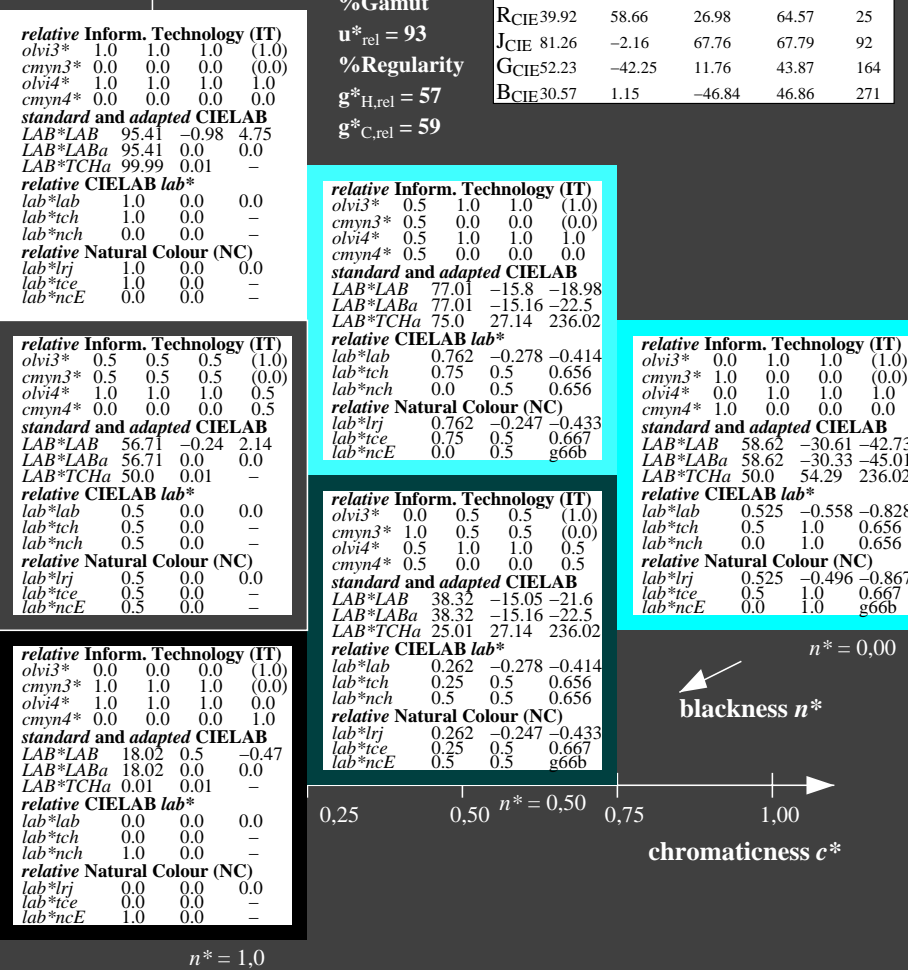 %Gamut
u*rel = 93
%Regularity
g*H,rel = 57
g*C,rel = 59
RCIE 39.92 58.66 26.98 64.57 25
JCIE 81.26 −2.16 67.76 67.79 92
GCIE 52.23 −42.25 11.76 43.87 164
BCIE 30.57 1.15 −46.84 46.86 271
relative Inform. Technology (IT)
olvi3* 1.0 1.0 1.0 (1.0)
cmyn3* 0.0 0.0 0.0 (0.0)
olvi4* 1.0 1.0 1.0 1.0
cmyn4* 0.0 0.0 0.0 0.0
standard and adapted CIELAB
LAB*LAB 95.41 −0.98 4.75
LAB*LABa 95.41 0.0 0.0
LAB*TCHa 99.99 0.01 –
relative CIELAB lab*
lab*lab 1.0 0.0 0.0
lab*tch 1.0 0.0 –
lab*nch 0.0 0.0 –
relative Natural Colour (NC)
lab*lrj 1.0 0.0 0.0
lab*tce 1.0 0.0 –
lab*ncE 0.0 0.0 –
relative Inform. Technology (IT)
olvi3* 0.5 1.0 1.0 (1.0)
cmyn3* 0.5 0.0 0.0 (0.0)
olvi4* 0.5 1.0 1.0 1.0
cmyn4* 0.5 0.0 0.0 0.0
standard and adapted CIELAB
LAB*LAB 77.01 −15.8 −18.98
LAB*LABa 77.01 −15.16 −22.5
LAB*TCHa 75.0 27.14 236.02
relative CIELAB lab*
lab*lab 0.762 −0.278 −0.414
lab*tch 0.75 0.5 0.656
lab*nch 0.0 0.5 0.656
relative Natural Colour (NC)
lab*lrj 0.762 −0.247 −0.433
lab*tce 0.75 0.5 0.667
lab*ncE 0.0 0.5 g66b
relative Inform. Technology (IT)
olvi3* 0.5 0.5 0.5 (1.0)
cmyn3* 0.5 0.5 0.5 (0.0)
olvi4* 1.0 1.0 1.0 0.5
cmyn4* 0.0 0.0 0.0 0.5
standard and adapted CIELAB
LAB*LAB 56.71 −0.24 2.14
LAB*LABa 56.71 0.0 0.0
LAB*TCHa 50.0 0.01 –
relative CIELAB lab*
lab*lab 0.5 0.0 0.0
lab*tch 0.5 0.0 –
lab*nch 0.5 0.0 –
relative Natural Colour (NC)
lab*lrj 0.5 0.0 0.0
lab*tce 0.5 0.0 –
lab*ncE 0.5 0.0 –
relative Inform. Technology (IT)
olvi3* 0.0 1.0 1.0 (1.0)
cmyn3* 1.0 0.0 0.0 (0.0)
olvi4* 0.0 1.0 1.0 1.0
cmyn4* 1.0 0.0 0.0 0.0
standard and adapted CIELAB
LAB*LAB 58.62 −30.61 −42.73
LAB*LABa 58.62 −30.33 −45.01
LAB*TCHa 50.0 54.29 236.02
relative CIELAB lab*
lab*lab 0.525 −0.558 −0.828
lab*tch 0.5 1.0 0.656
lab*nch 0.0 1.0 0.656
relative Natural Colour (NC)
lab*lrj 0.525 −0.496 −0.867
lab*tce 0.5 1.0 0.667
lab*ncE 0.0 1.0 g66b
relative Inform. Technology (IT)
olvi3* 0.0 0.5 0.5 (1.0)
cmyn3* 1.0 0.5 0.5 (0.0)
olvi4* 0.5 1.0 1.0 0.5
cmyn4* 0.5 0.0 0.0 0.5
standard and adapted CIELAB
LAB*LAB 38.32 −15.05 −21.6
LAB*LABa 38.32 −15.16 −22.5
LAB*TCHa 25.01 27.14 236.02
relative CIELAB lab*
lab*lab 0.262 −0.278 −0.414
lab*tch 0.25 0.5 0.656
lab*nch 0.5 0.5 0.656
relative Natural Colour (NC)
lab*lrj 0.262 −0.247 −0.433
lab*tce 0.25 0.5 0.667
lab*ncE 0.5 0.5 g66b
relative Inform. Technology (IT)
olvi3* 0.0 0.0 0.0 (1.0)
cmyn3* 1.0 1.0 1.0 (0.0)
olvi4* 1.0 1.0 1.0 0.0
cmyn4* 0.0 0.0 0.0 1.0
standard and adapted CIELAB
LAB*LAB 18.02 0.5 −0.47
LAB*LABa 18.02 0.0 0.0
LAB*TCHa 0.01 0.01 –
relative CIELAB lab*
lab*lab 0.0 0.0 0.0
lab*tch 0.0 0.0 –
lab*nch 1.0 0.0 –
relative Natural Colour (NC)
lab*lrj 0.0 0.0 0.0
lab*tce 0.0 0.0 –
lab*ncE 1.0 0.0 –
n* = 0,00
blackness n*
n* = 0,50
0,25 0,50 0,75 1,00
chromaticness c*
n* = 1,0